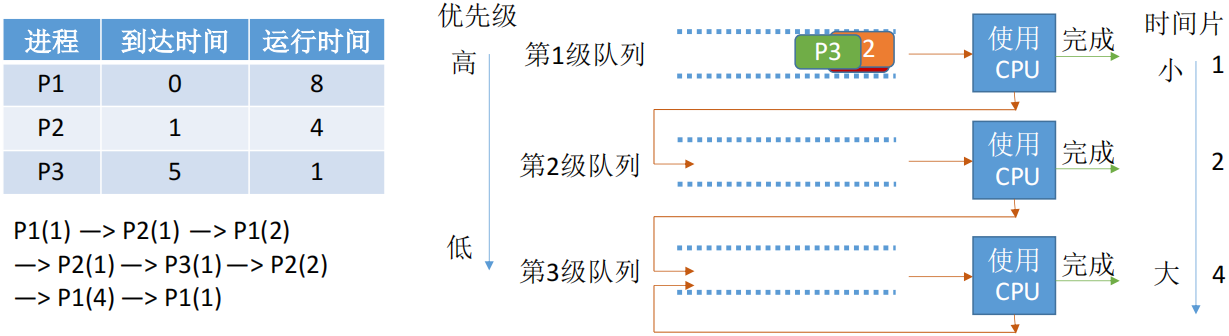 进程 到达时间 运行时间
P1 0 8
P2 1 4
P3 5 1
P1(1) —> P2(1) —> P1(2)
—> P2(1) —> P3(1) —> P2(2)
—> P1(4) —> P1(1)
优先级
高
低
第1级队列
P3
2
使用
CPU
完成
第2级队列
使用
CPU
完成
第3级队列
使用
CPU
完成
时间片
小
1
2
大
4